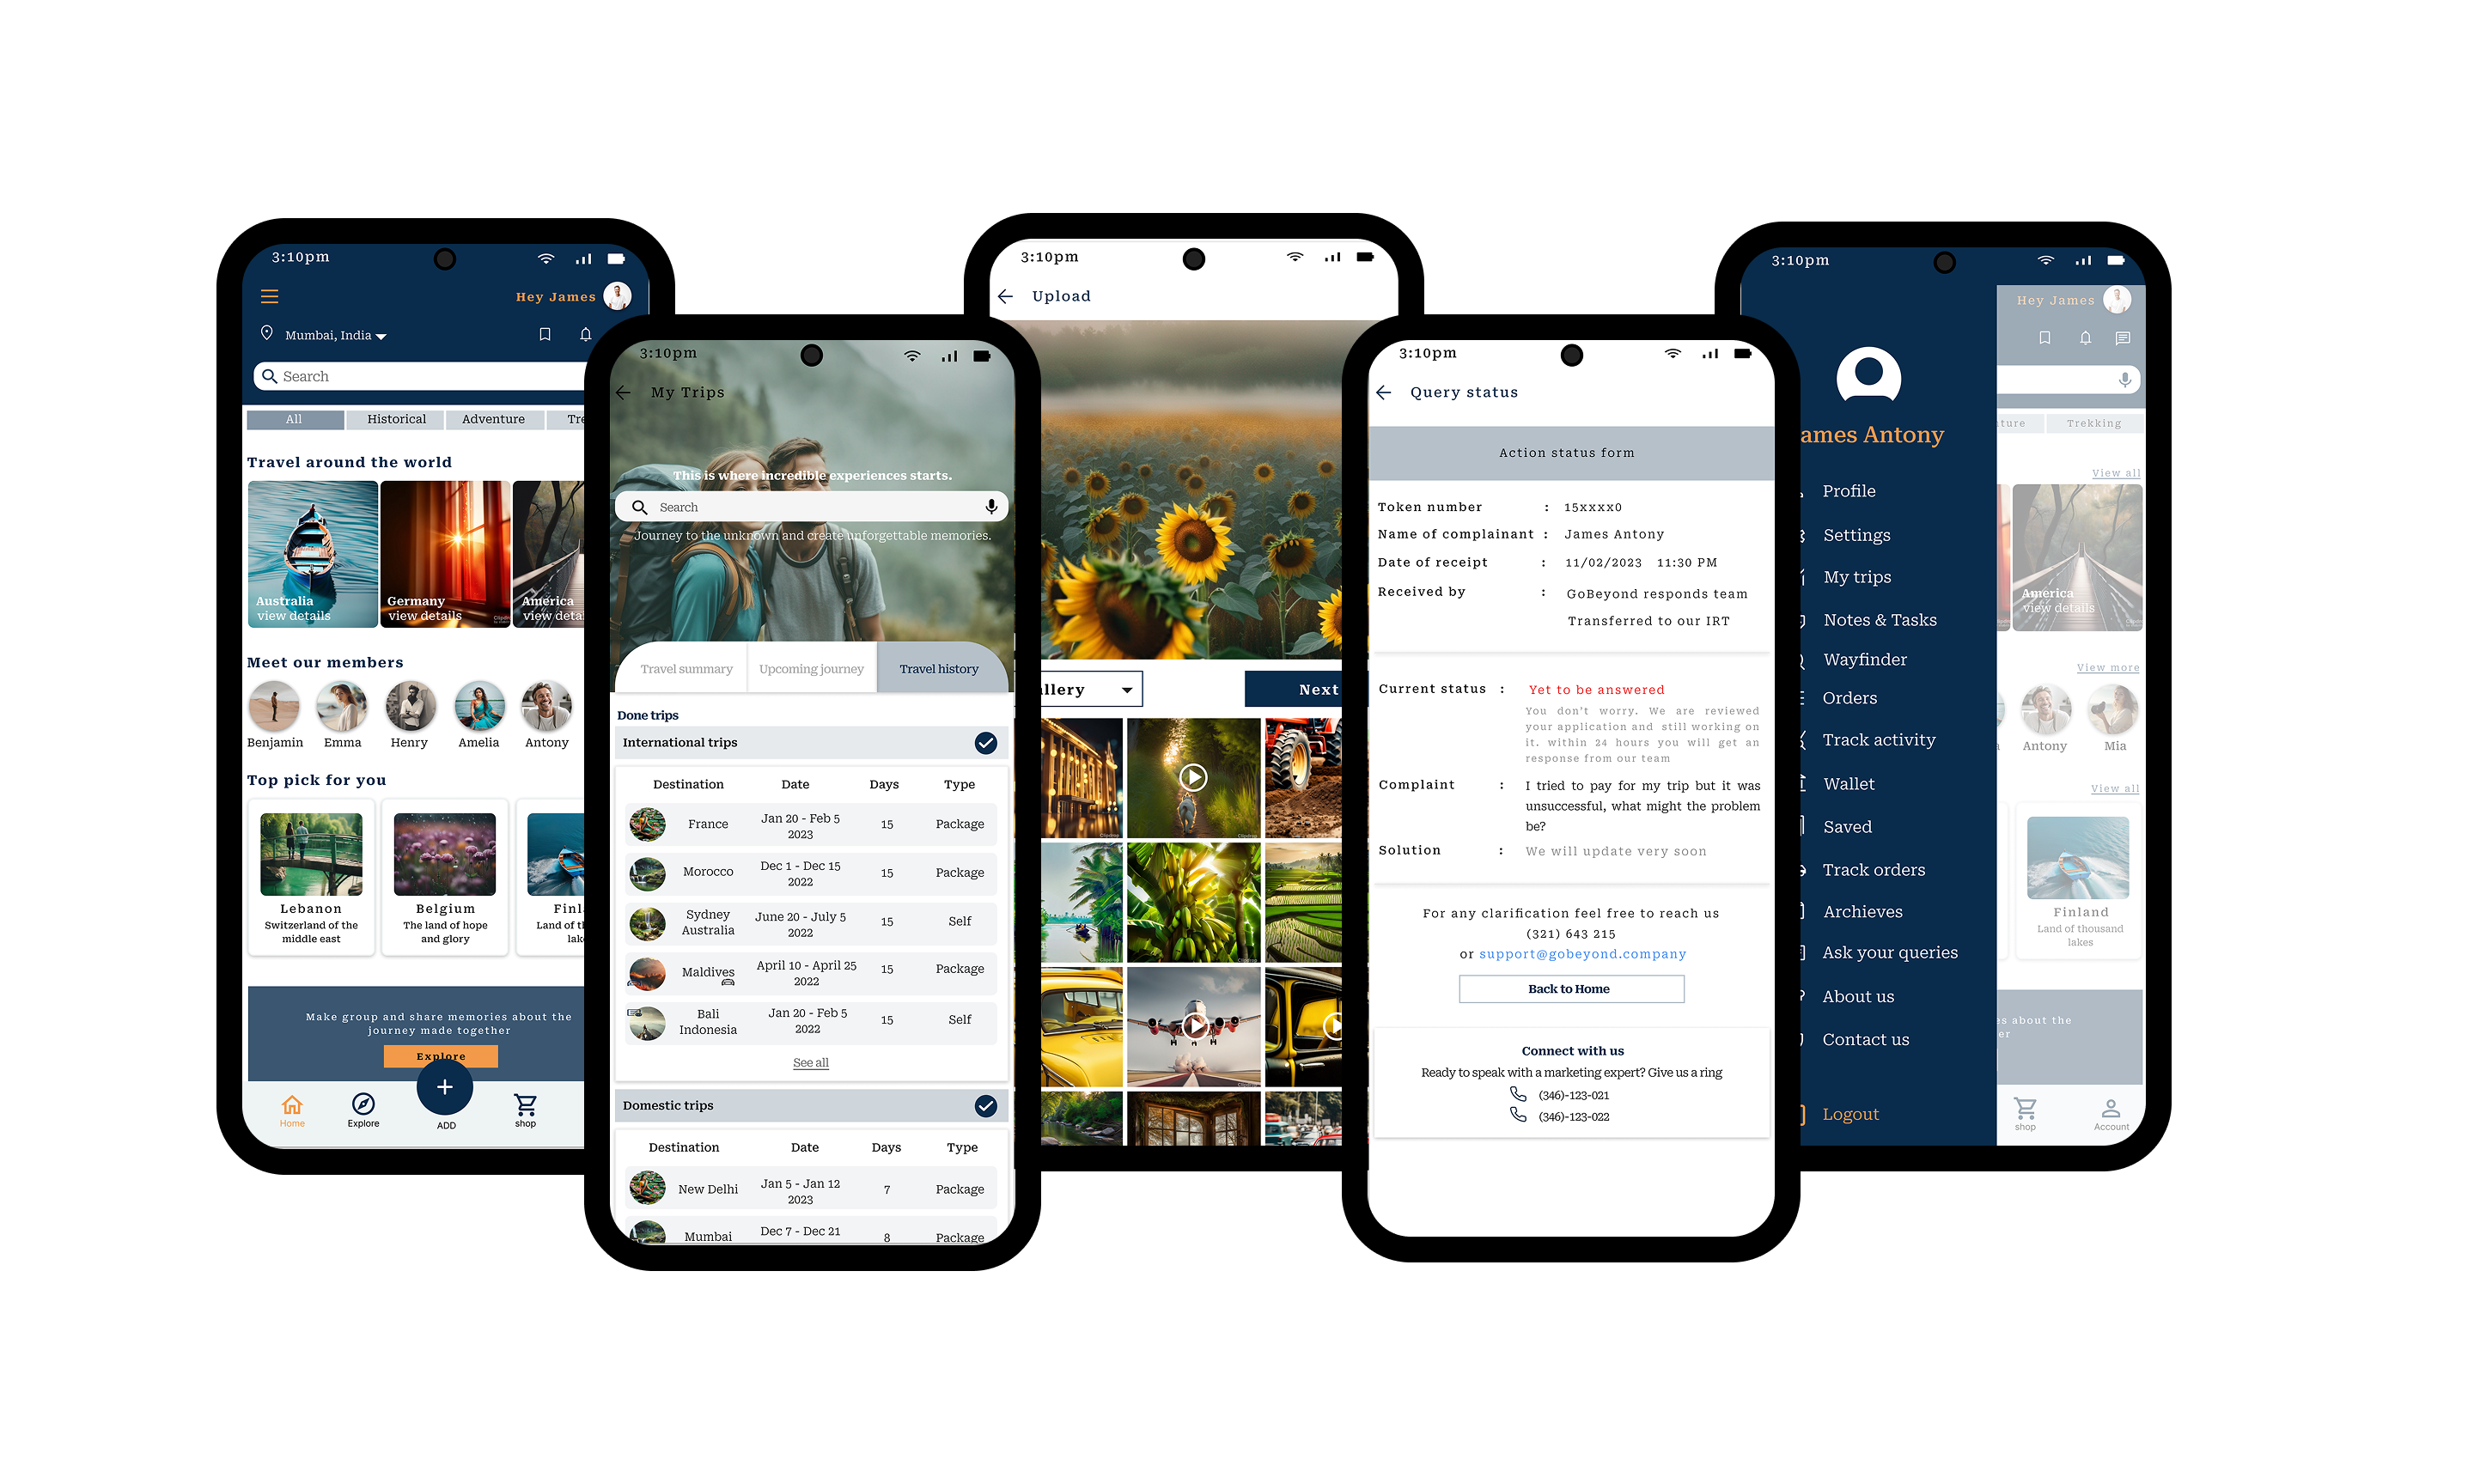 3:10pm
Hey James
Mumbai, India
Search
All Historical Adventure Tre
Travel around the world
Australia
view details
Germany
view details
America
view detai
Meet our members
Benjamin Emma Henry Amelia Antony
Top pick for you
Lebanon
Switzerland of the
middle east
Belgium
The land of hope
and glory
Finl
Land of th
lak
Make group and share memories about the
journey made together
Explore
Home Explore ADD shop
3:10pm
My Trips
This is where incredible experiences starts.
Search
Journey to the unknown and create unforgettable memories.
Travel summary Upcoming journey Travel history
Done trips
International trips
Destination Date Days Type
France Jan 20 - Feb 5 2023 15 Package
Morocco Dec 1 - Dec 15 2022 15 Package
Sydney Australia June 20 - July 5 2022 15 Self
Maldives April 10 - April 25 2022 15 Package
Bali Indonesia Jan 20 - Feb 5 2022 15 Self
See all
Domestic trips
Destination Date Days Type
New Delhi Jan 5 - Jan 12 2023 7 Package
Mumbai Dec 7 - Dec 21 8 Package
3:10pm
Upload
llery
Next
3:10pm
Query status
Action status form
Token number : 15xxxx0
Name of complainant : James Antony
Date of receipt : 11/02/2023 11:30 PM
Received by : GoBeyond responds team
Transferred to our IRT
Current status : Yet to be answered
You don't worry. We are reviewed
your application and still working on
it. within 24 hours you will get an
response from our team
Complaint : I tried to pay for my trip but it was
unsuccessful, what might the problem
be?
Solution : We will update very soon
For any clarification feel free to reach us
(321) 643 215
or support@gobeyond.company
Back to Home
Connect with us
Ready to speak with a marketing expert? Give us a ring
(346)-123-021
(346)-123-022
3:10pm
ames Antony
Profile
Settings
My trips
Notes & Tasks
Wayfinder
Orders
Track activity
Wallet
Saved
Track orders
Archieves
Ask your queries
About us
Contact us
Logout
Hey James
ture Trekking
View all
America
view details
View more
Antony Mia
View all
Finland
Land of thousand
lakes
es about the
er
shop Account